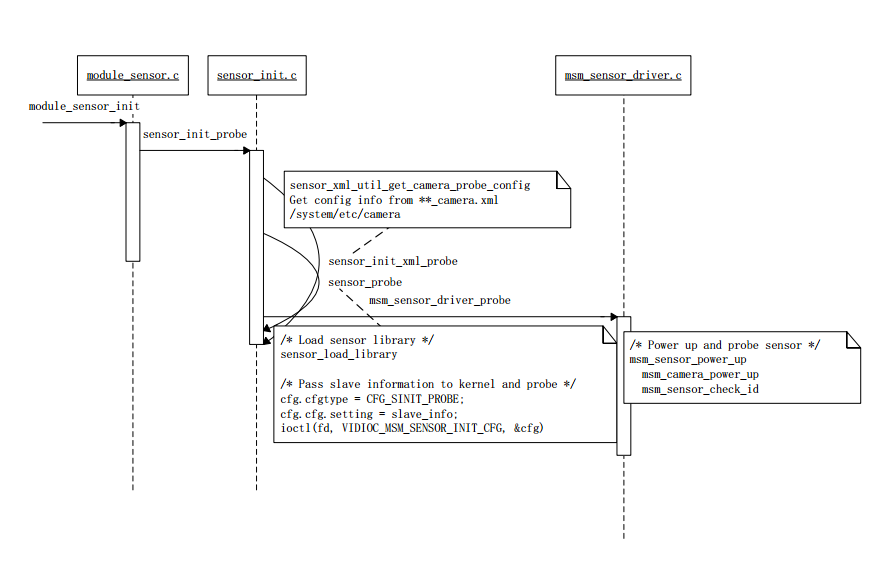 module_sensor.c
sensor_init.c
msm_sensor_driver.c
module_sensor_init
sensor_init_probe
sensor_xml_util_get_camera_probe_config
Get config info from **_camera.xml
/system/etc/camera
sensor_init_xml_probe
sensor_probe
msm_sensor_driver_probe
/* Load sensor library */
sensor_load_library
/* Pass slave information to kernel and probe */
cfg.cfgtype = CFG_SINIT_PROBE;
cfg.cfg.setting = slave_info;
ioctl(fd, VIDIOC_MSM_SENSOR_INIT_CFG, &cfg)
/* Power up and probe sensor */
msm_sensor_power_up
msm_camera_power_up
msm_sensor_check_id